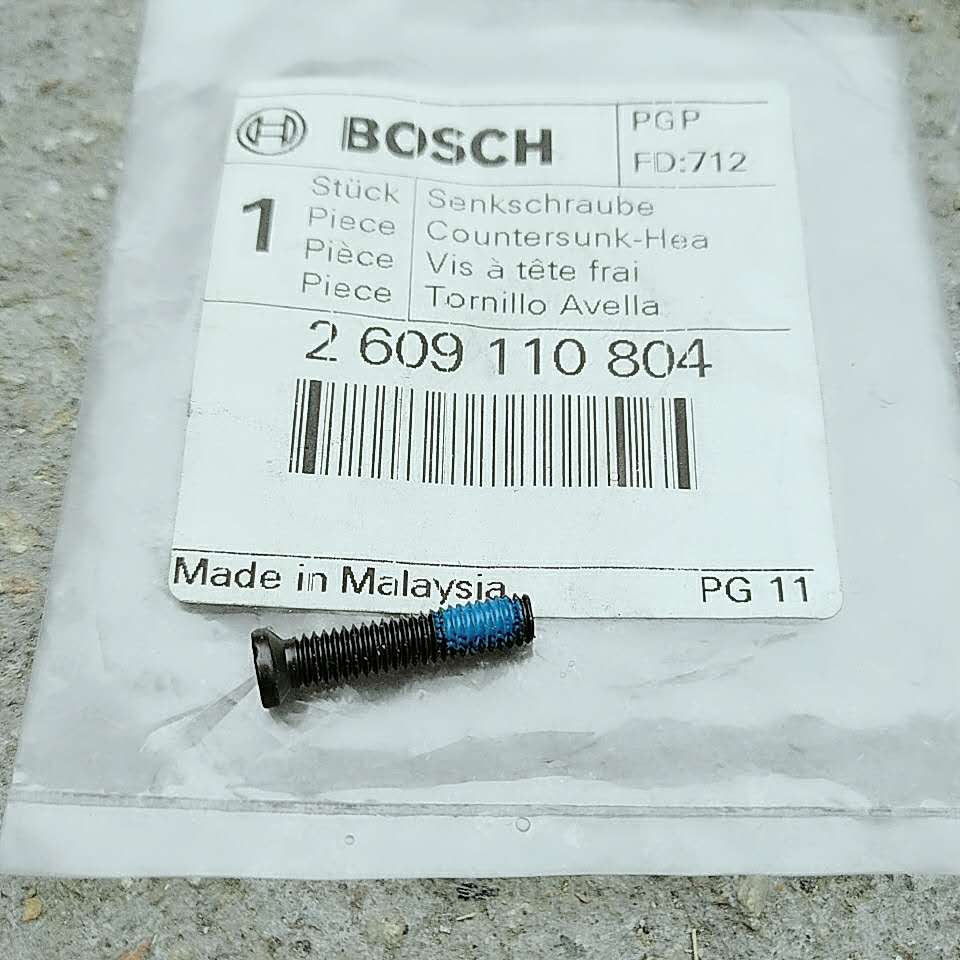 BOSCH
PGP
FD:712
1
Stück
Piece
Pièce
Piece
Senkschraube
Countersunk-Hea
Vis à tête frai
Tornillo Avella
2 609 110 804
Made in Malaysia
PG 11